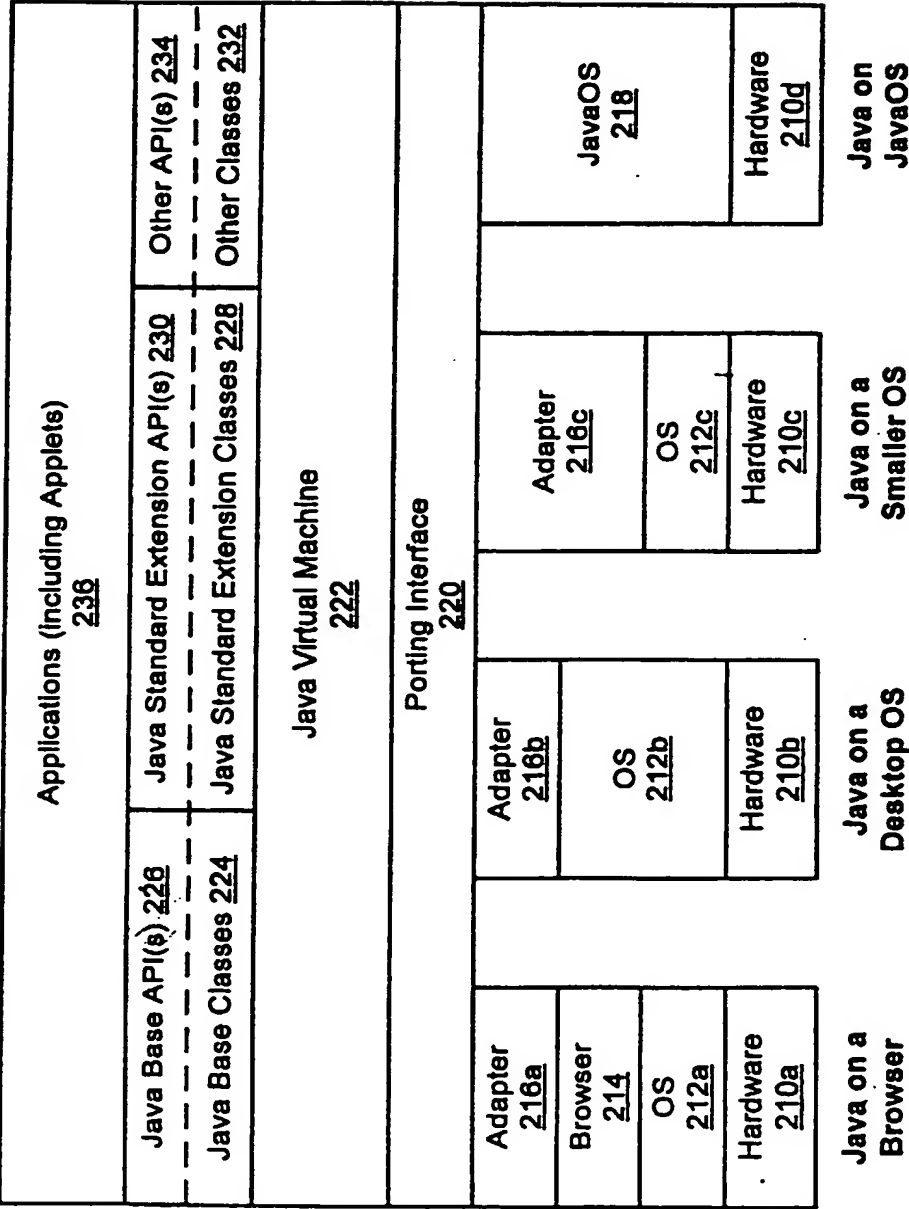 Applications (including Applets)
236
Java Base API(s) 226
Java Standard Extension API(s) 230
Other API(s) 234
Java Base Classes 224
Java Standard Extension Classes 228
Other Classes 232
Java Virtual Machine
222
Porting Interface
220
Adapter
216a
Browser
214
OS
212a
Hardware
210a
Java on a
Browser
Adapter
216b
OS
212b
Hardware
210b
Java on a
Desktop OS
Adapter
216c
OS
212c
Hardware
210c
Java on a
Smaller OS
JavaOS
218
Hardware
210d
Java on
JavaOS